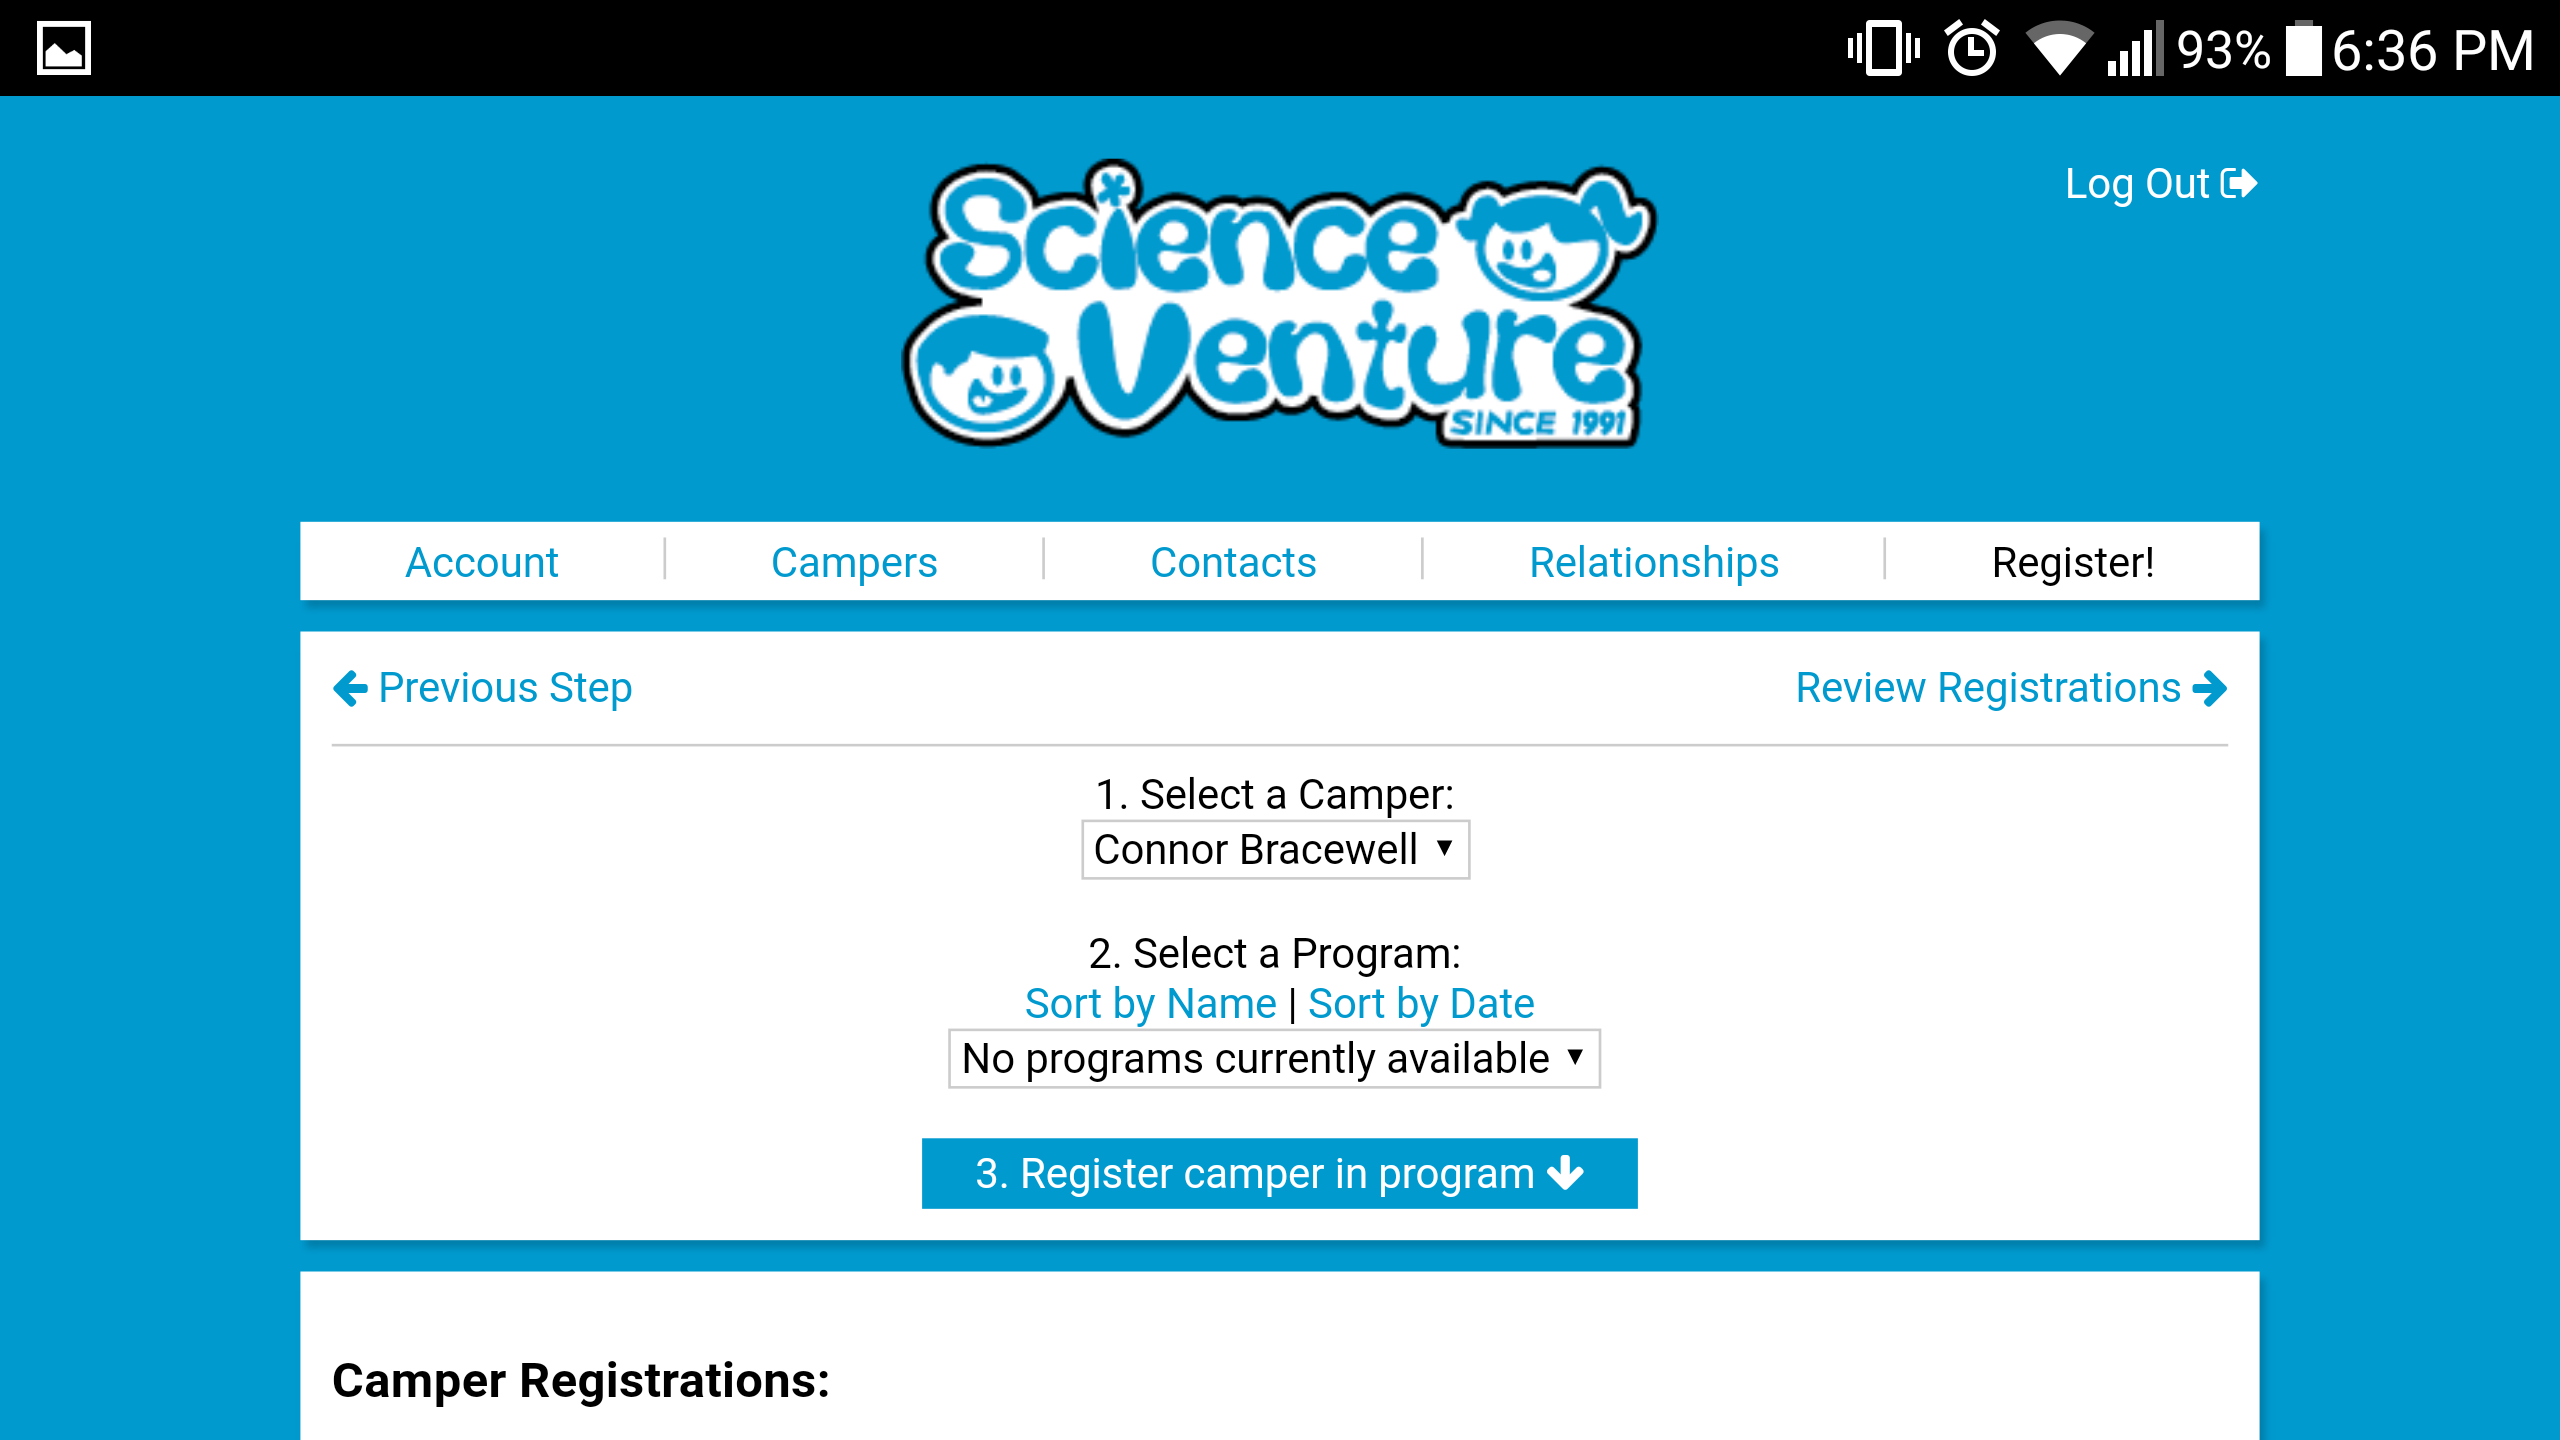 93% 6:36 PM
Log Out
Science
Venture
SINCE 1991
Account Campers Contacts Relationships Register!
Previous Step Review Registrations
1. Select a Camper:
Connor Bracewell
2. Select a Program:
Sort by Name | Sort by Date
No programs currently available
3. Register camper in program
Camper Registrations: